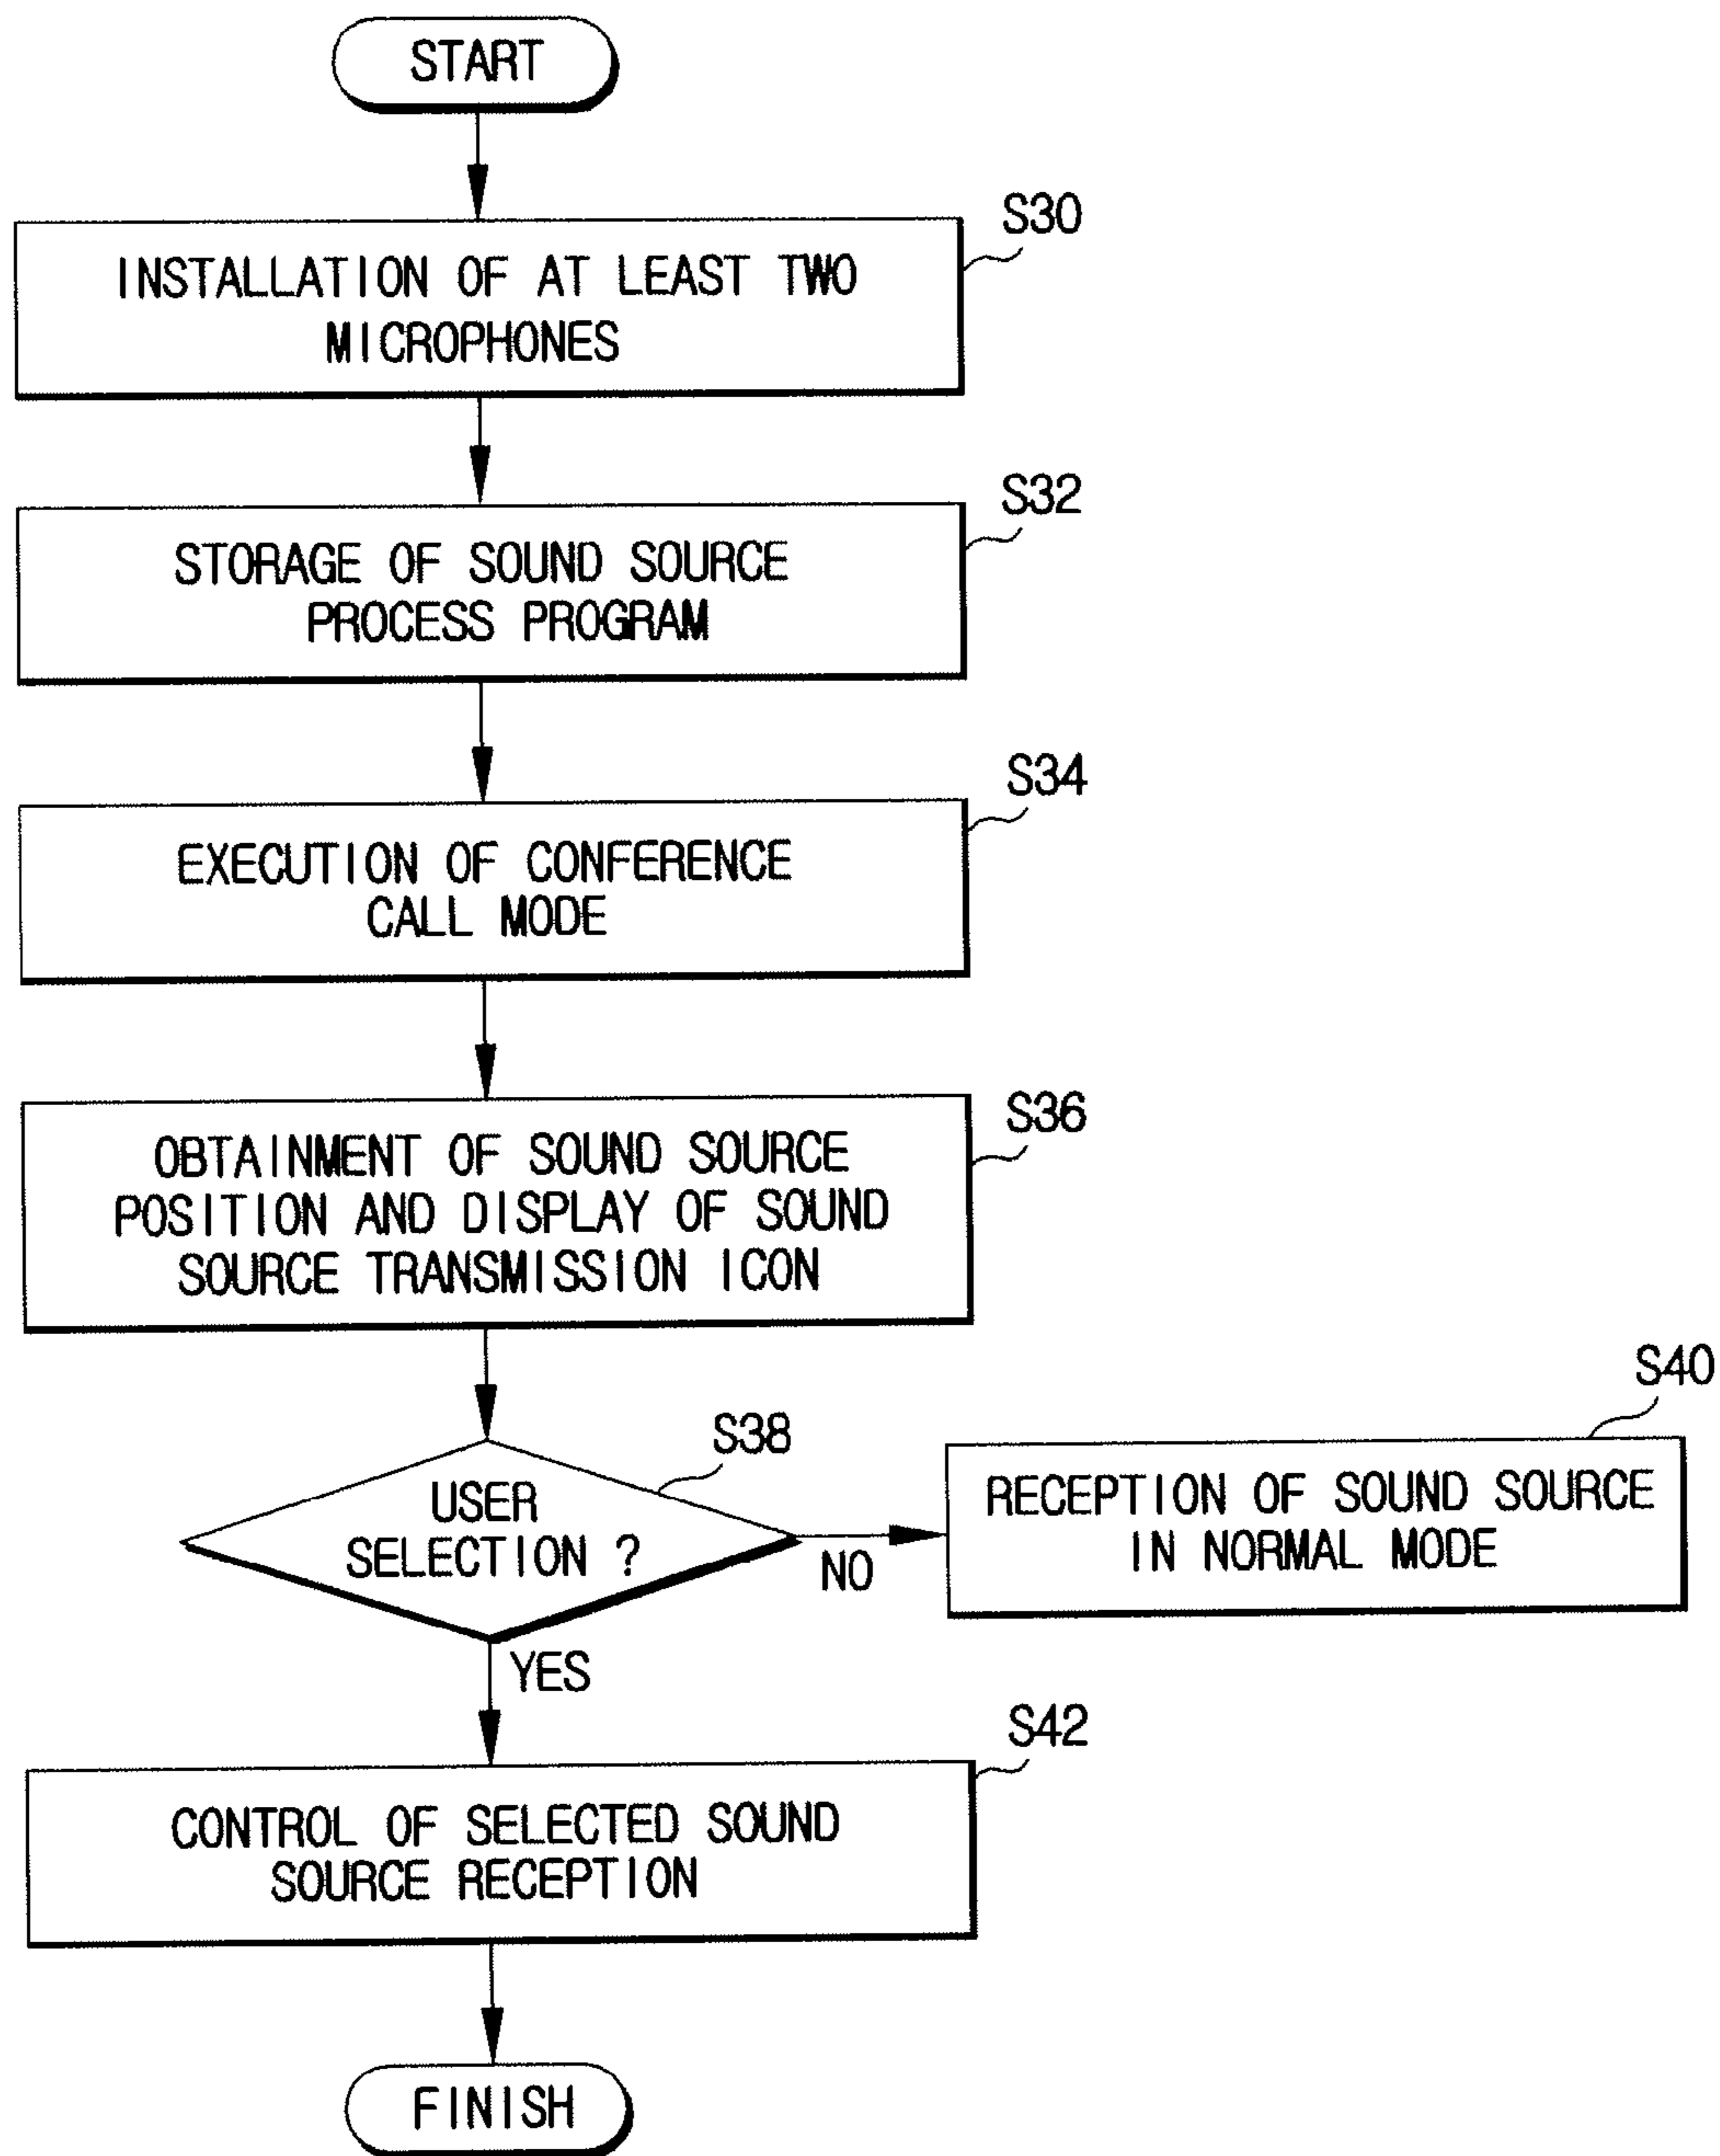 START
S30
INSTALLATION OF AT LEAST TWO
MICROPHONES
S32
STORAGE OF SOUND SOURCE
PROCESS PROGRAM
S34
EXECUTION OF CONFERENCE
CALL MODE
S36
OBTAINMENT OF SOUND SOURCE
POSITION AND DISPLAY OF SOUND
SOURCE TRANSMISSION ICON
S38
USER
SELECTION ?
NO
S40
RECEPTION OF SOUND SOURCE
IN NORMAL MODE
YES
S42
CONTROL OF SELECTED SOUND
SOURCE RECEPTION
FINISH